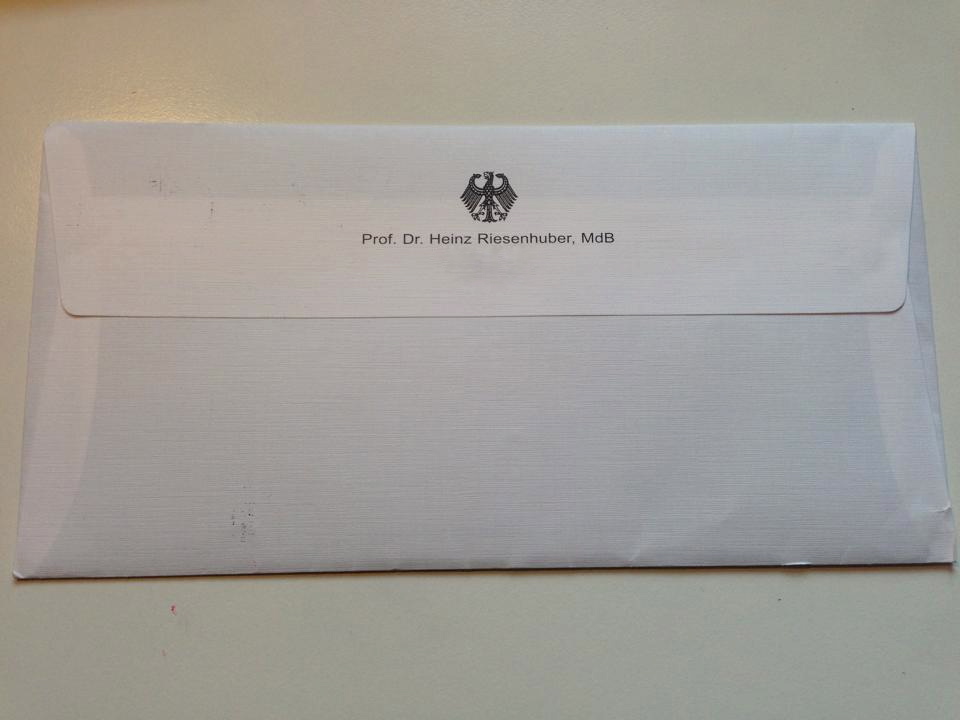 Prof. Dr. Heinz Riesenhuber, MdB